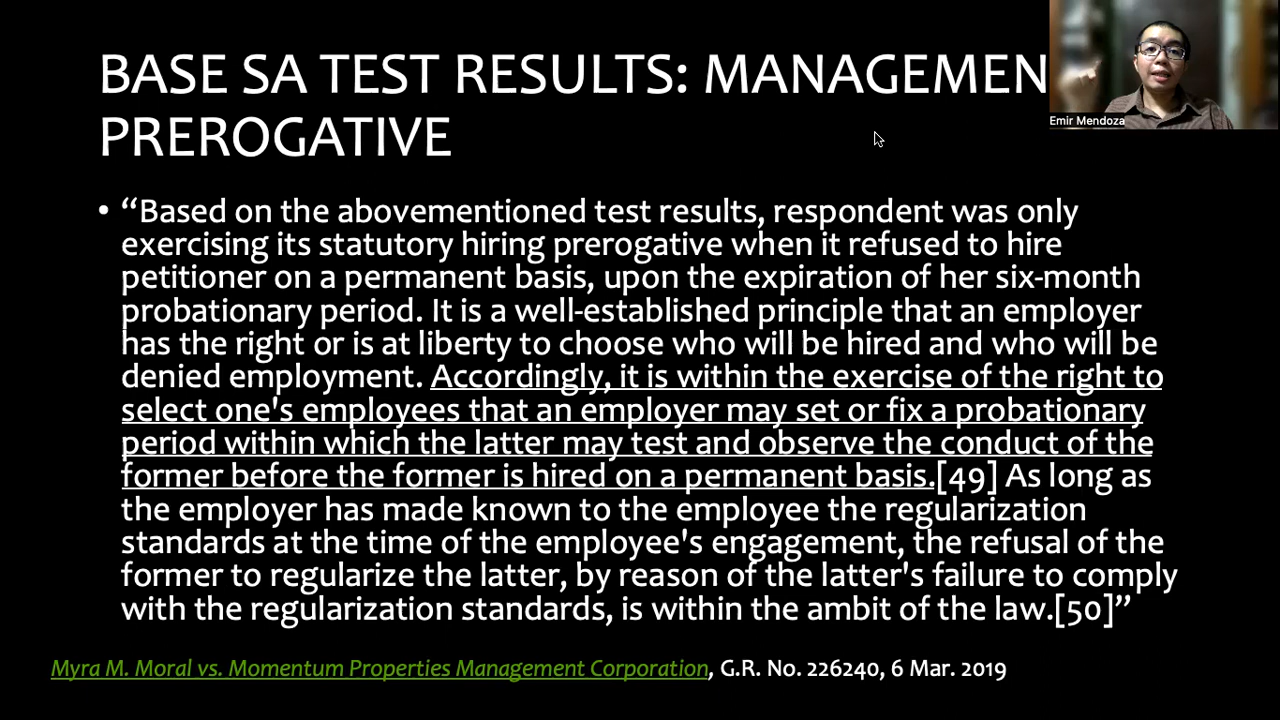 BASE SA TEST RESULTS: MANAGEMEN
PREROGATIVE
Emir Mendoza
• “Based on the abovementioned test results, respondent was only
exercising its statutory hiring prerogative when it refused to hire
petitioner on a permanent basis, upon the expiration of her six-month
probationary period. It is a well-established principle that an employer
has the right or is at liberty to choose who will be hired and who will be
denied employment. Accordingly, it is within the exercise of the right to
select one's employees that an employer may set or fix a probationary
period within which the latter may test and observe the conduct of the
former before the former is hired on a permanent basis.[49] As long as
the employer has made known to the employee the regularization
standards at the time of the employee's engagement, the refusal of the
former to regularize the latter, by reason of the latter's failure to comply
with the regularization standards, is within the ambit of the law.[50]”
Myra M. Moral vs. Momentum Properties Management Corporation, G.R. No. 226240, 6 Mar. 2019